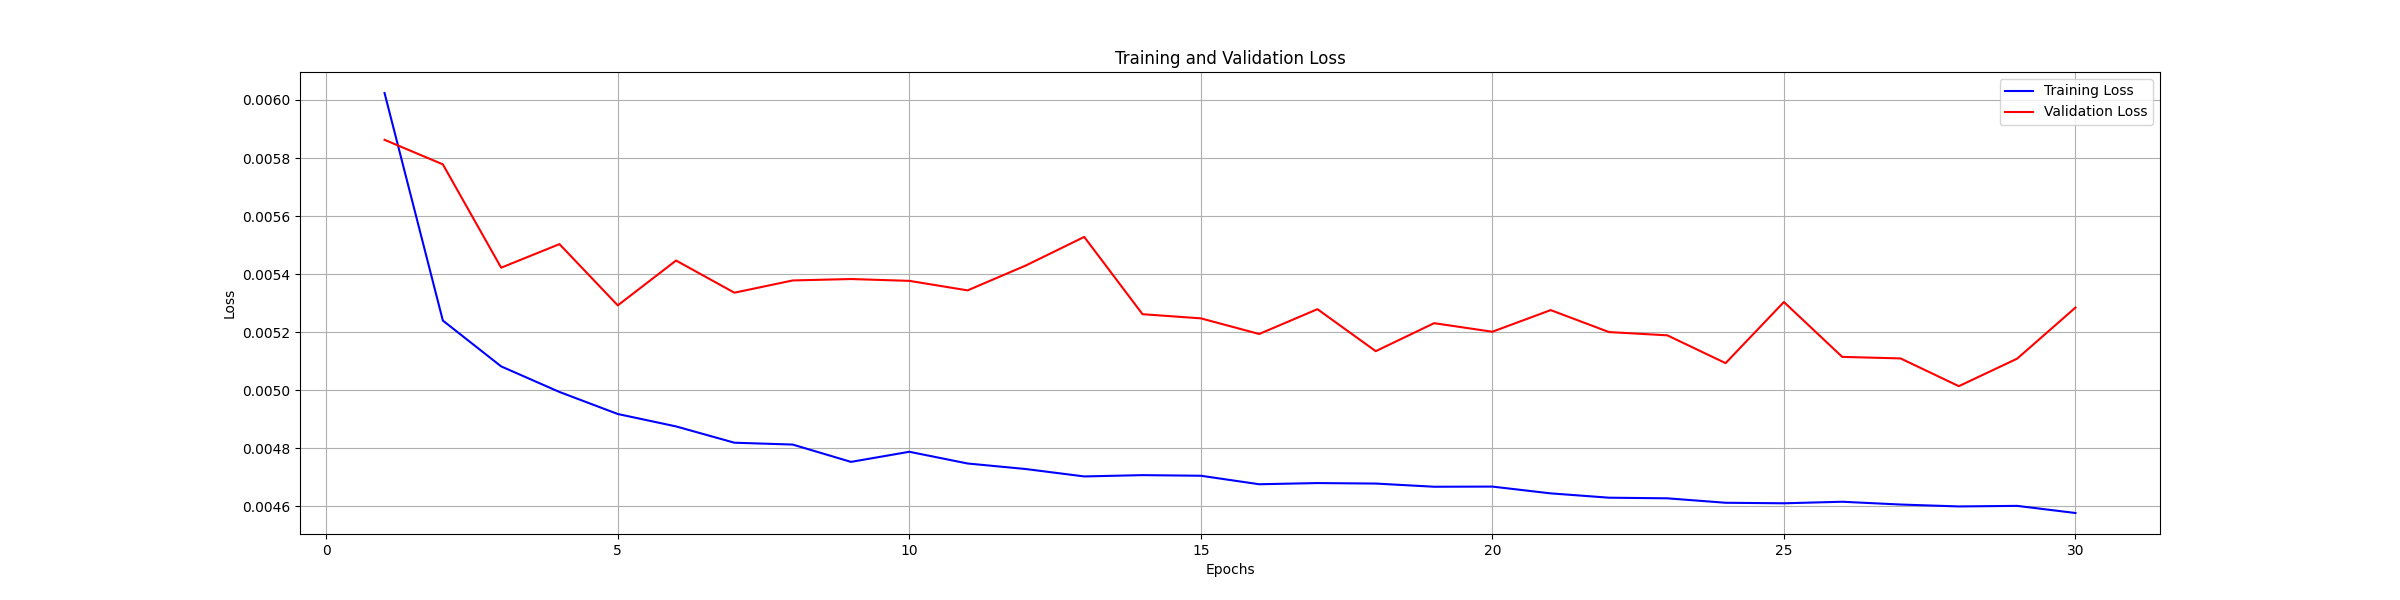 Training and Validation Loss
Training Loss
Validation Loss
0.0060
0.0058
0.0056
0.0054
0.0052
0.0050
0.0048
0.0046
Loss
0 5 10 15 20 25 30
Epochs